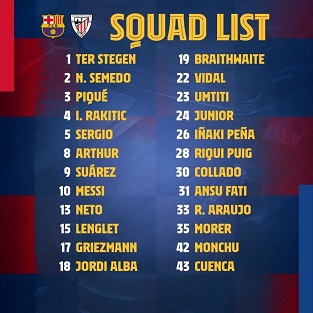 SQUAD LIST
1 TER STEGEN
2 N. SEMEDO
3 PIQUÉ
4 I. RAKITIC
5 SERGIO
8 ARTHUR
9 SUÁREZ
10 MESSI
13 NETO
15 LENGLET
17 GRIEZMANN
18 JORDI ALBA
19 BRAITHWAITE
22 VIDAL
23 UMTITI
24 JUNIOR
26 IÑAKI PEÑA
28 RIQUI PUIG
30 COLLADO
31 ANSU FATI
33 R. ARAUJO
35 MORER
42 MONCHU
43 CUENCA